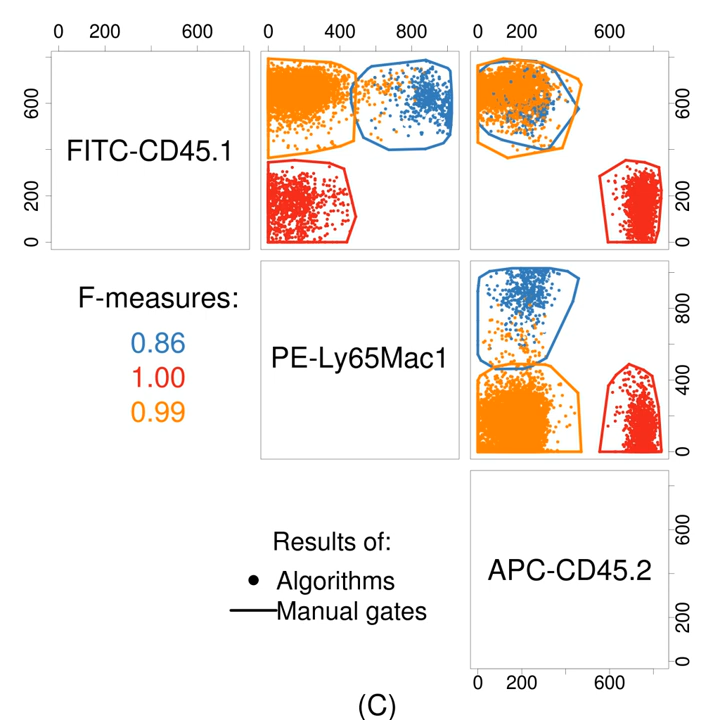 0 200 600 0 400 800 0 200 600
FITC-CD45.1
600
200
0
600
200
0
F-measures:
0.86
1.00
0.99
PE-Ly65Mac1
800
400
0
Results of:
Algorithms
Manual gates
APC-CD45.2
600
200
0
0 200 600
(C)